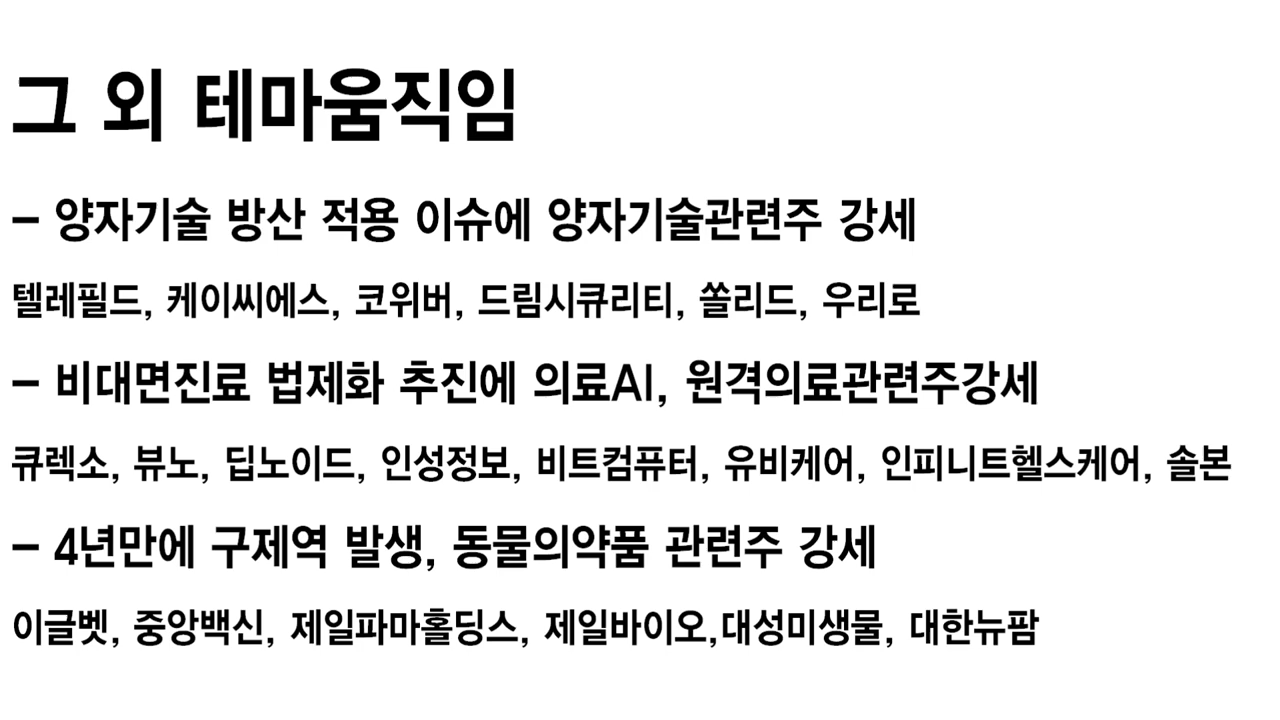 그 외 테마움직임
– 양자기술 방산 적용 이슈에 양자기술관련주 강세
텔레필드, 케이씨에스, 코위버, 드림시큐리티, 쏠리드, 우리로
– 비대면진료 법제화 추진에 의료AI, 원격의료관련주강세
큐렉소, 뷰노, 딥노이드, 인성정보, 비트컴퓨터, 유비케어, 인피니트헬스케어, 솔본
– 4년만에 구제역 발생, 동물의약품 관련주 강세
이글벳, 중앙백신, 제일파마홀딩스, 제일바이오,대성미생물, 대한뉴팜